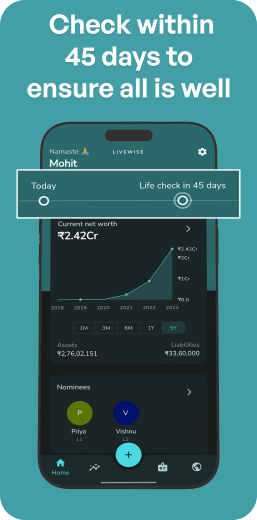 Check within
45 days to
ensure all is well
Namaste 🙏
LIVEWISE
Mohit
Today
Life check in 45 days
Current net worth
₹2.42Cr
₹2.42Cr
₹2Cr
₹1Cr
₹0.0
2018 2019 2020 2021 2022 2023
1M 3M 6M 1Y 5Y
Assets Liabilities
₹2,76,02,151 ₹33,60,000
Nominees
P V
Priya Vishnu
L1 L2
+
Home